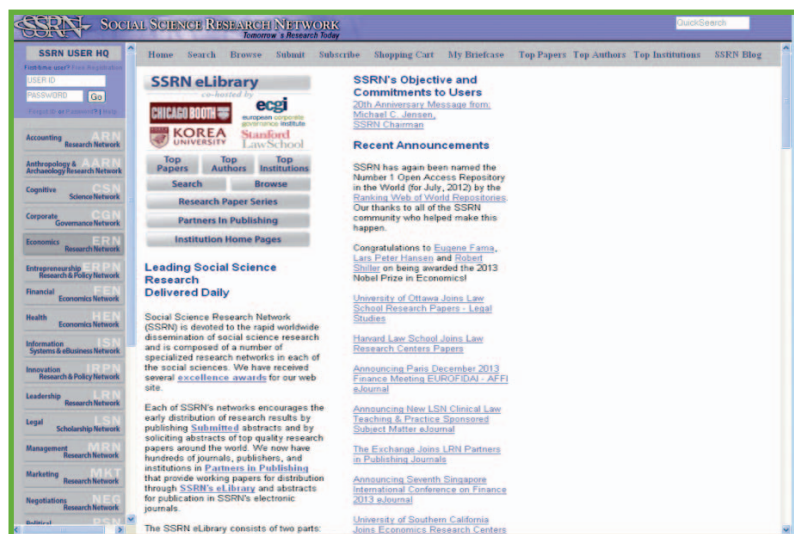 SSRN SOCIAL SCIENCE RESEARCH NETWORK
Tomorrow's Research Today
QuickSearch
SSRN USER HQ
USER ID
PASSWORD
Go
Accounting
Research Network
ARN
Anthropology &
Archaeology Research Network
AARN
Cognitive
Science Network
CSN
Corporate
Governance Network
CGN
Economics
Research Network
ERN
Entrepreneurship
Research & Policy Network
ERPN
Financial
Economics Network
FEN
Health
Economics Network
HEN
Information
Systems & eBusiness Network
ISN
Innovation
Research & Policy Network
IRPN
Leadership
Research Network
LRN
Legal
Scholarship Network
LSN
Management
Research Network
MRN
Marketing
Research Network
MKT
Negotiations
Research Network
NEG
Political
PSN
Home Search Browse Submit Subscribe Shopping Cart My Briefcase Top Papers Top Authors Top Institutions SSRN Blog
SSRN eLibrary
co-hosted by
CHICAGO BOOTH
ecgi
european corporate
governance institute
KOREA
UNIVERSITY
Stanford
LawSchool
Top
Papers
Top
Authors
Top
Institutions
Search
Browse
Research Paper Series
Partners In Publishing
Institution Home Pages
Leading Social Science
Research
Delivered Daily
Social Science Research Network
(SSRN) is devoted to the rapid worldwide
dissemination of social science research
and is composed of a number of
specialized research networks in each of
the social sciences. We have received
several excellence awards for our web
site.
Each of SSRN's networks encourages the
early distribution of research results by
publishing Submitted abstracts and by
soliciting abstracts of top quality research
papers around the world. We now have
hundreds of journals, publishers, and
institutions in Partners in Publishing
that provide working papers for distribution
through SSRN's eLibrary and abstracts
for publication in SSRN's electronic
journals.
The SSRN eLibrary consists of two parts:
SSRN's Objective and
Commitments to Users
20th Anniversary Message from:
Michael C. Jensen,
SSRN Chairman
Recent Announcements
SSRN has again been named the
Number 1 Open Access Repository
in the World (for July, 2012) by the
Ranking Web of World Repositories.
Our thanks to all of the SSRN
community who helped make this
happen.
Congratulations to Eugene Fama,
Lars Peter Hansen and Robert
Shiller on being awarded the 2013
Nobel Prize in Economics!
University of Ottawa Joins Law
School Research Papers - Legal
Studies
Harvard Law School Joins Law
Research Centers Papers
Announcing Paris December 2013
Finance Meeting EUROFIDAI - AFFI
eJournal
Announcing New LSN Clinical Law
Teaching & Practice Sponsored
Subject Matter eJournal
The Exchange Joins LRN Partners
in Publishing Journals
Announcing Seventh Singapore
International Conference on Finance
2013 eJournal
University of Southern California
Joins Economics Research Centers